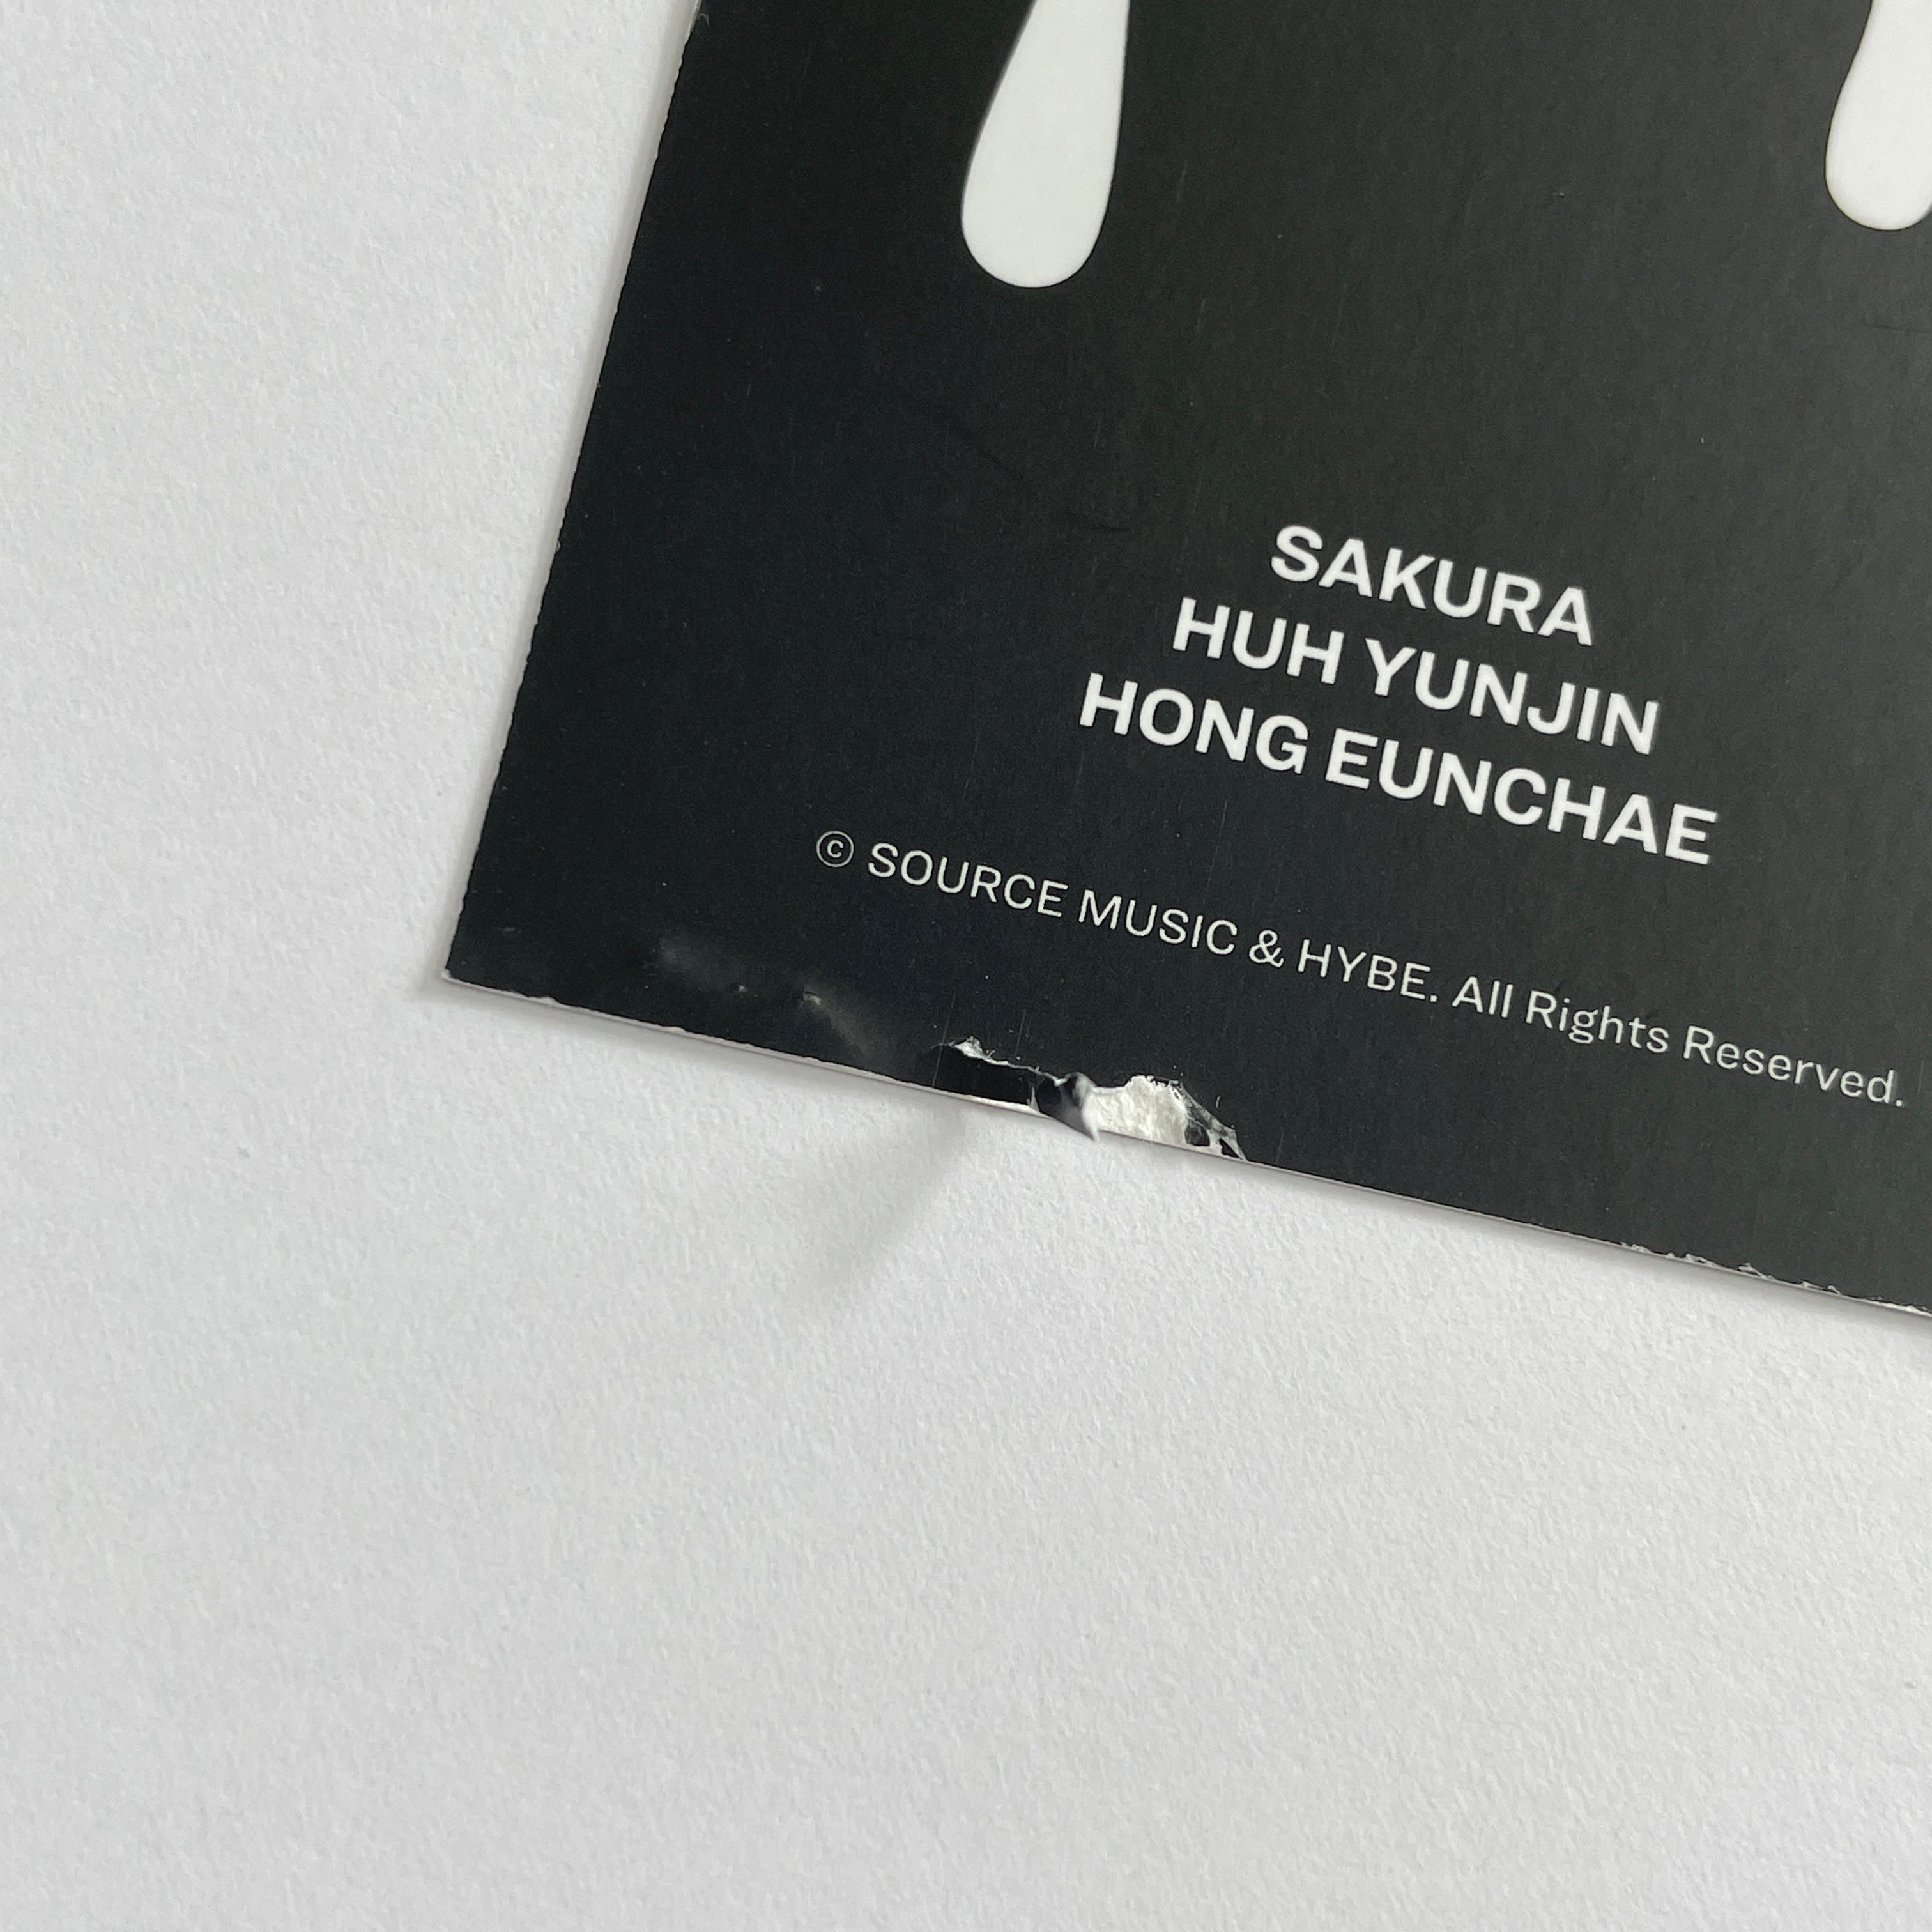 SAKURA
HUH YUNJIN
HONG EUNCHAE
© SOURCE MUSIC & HYBE. All Rights Reserved.